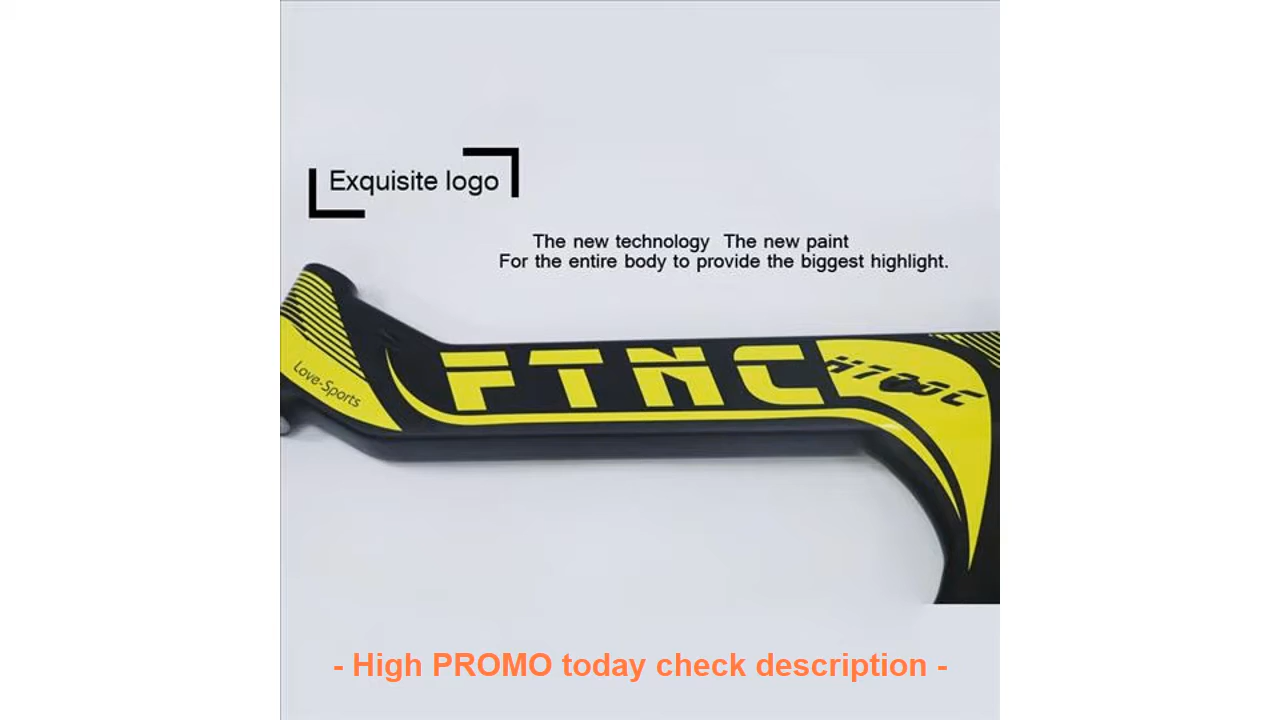 Exquisite logo
The new technology  The new paint
For the entire body to provide the biggest highlight.
FTNC
Love-Sports
- High PROMO today check description -